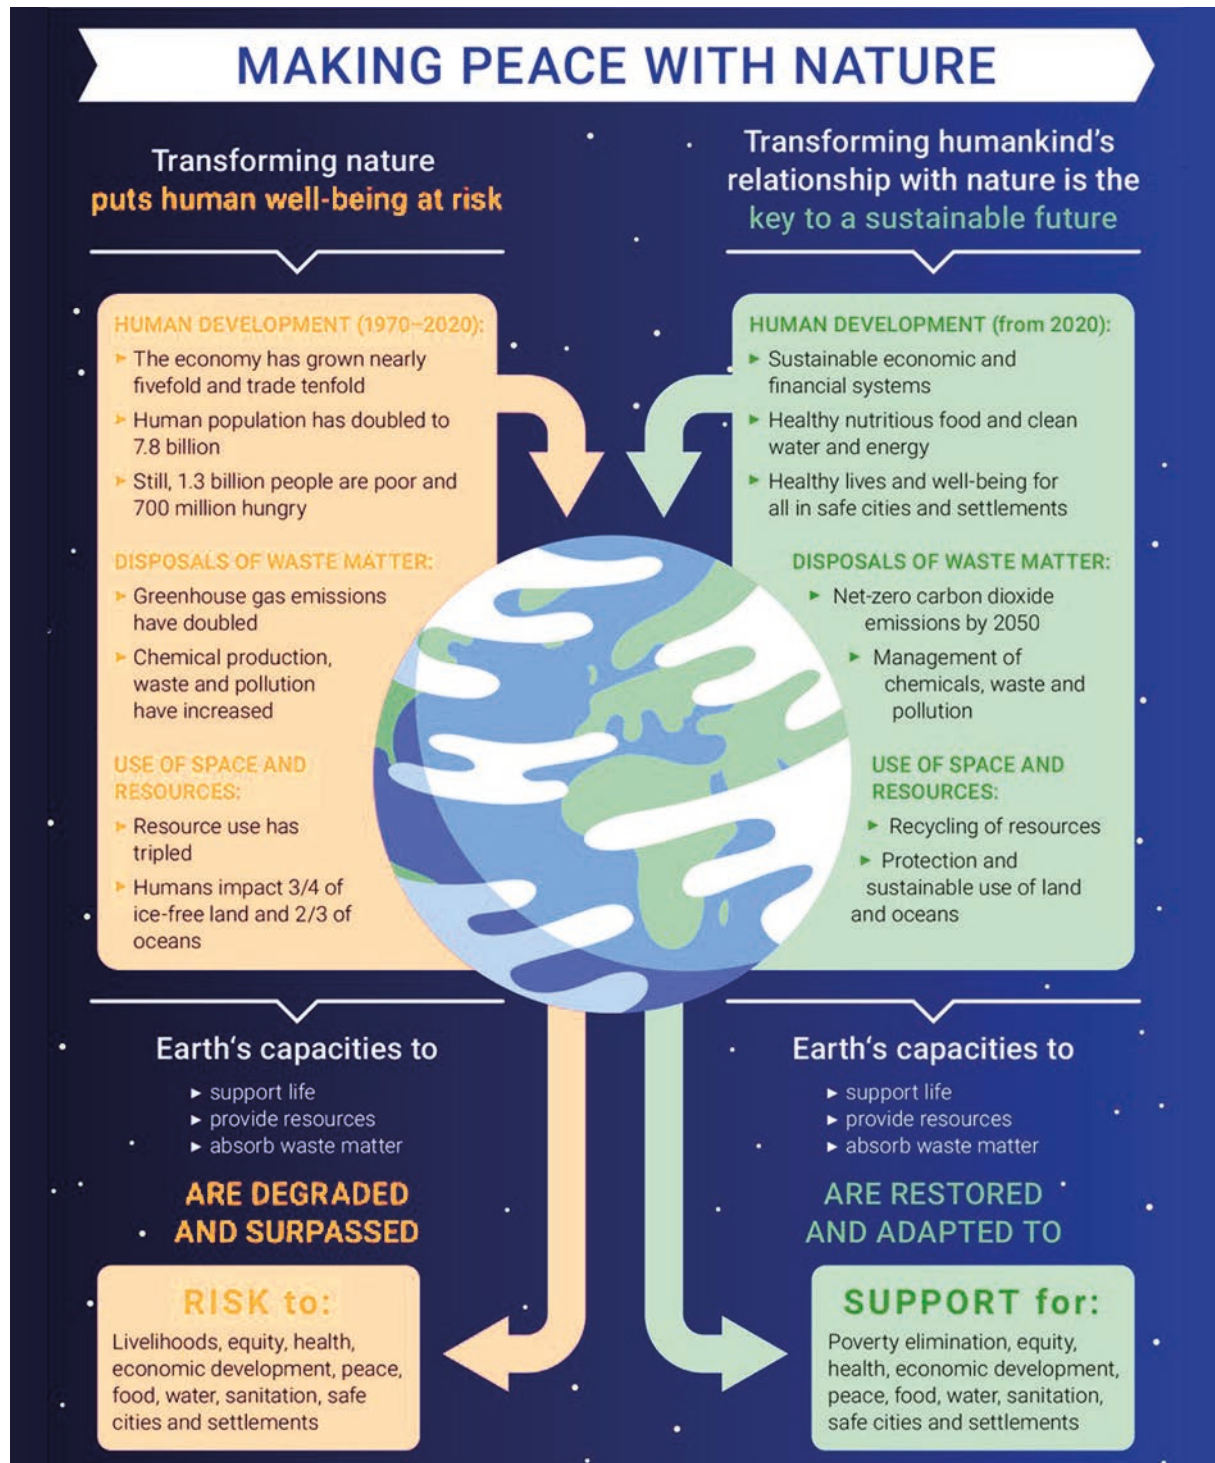 MAKING PEACE WITH NATURE
Transforming nature
puts human well-being at risk
HUMAN DEVELOPMENT (1970–2020):
The economy has grown nearly
fivefold and trade tenfold
Human population has doubled to
7.8 billion
Still, 1.3 billion people are poor and
700 million hungry
DISPOSALS OF WASTE MATTER:
Greenhouse gas emissions
have doubled
Chemical production,
waste and pollution
have increased
USE OF SPACE AND
RESOURCES:
Resource use has
tripled
Humans impact 3/4 of
ice-free land and 2/3 of
oceans
Earth‘s capacities to
support life
provide resources
absorb waste matter
ARE DEGRADED
AND SURPASSED
RISK to:
Livelihoods, equity, health,
economic development, peace,
food, water, sanitation, safe
cities and settlements
Transforming humankind’s
relationship with nature is the
key to a sustainable future
HUMAN DEVELOPMENT (from 2020):
Sustainable economic and
financial systems
Healthy nutritious food and clean
water and energy
Healthy lives and well-being for
all in safe cities and settlements
DISPOSALS OF WASTE MATTER:
Net-zero carbon dioxide
emissions by 2050
Management of
chemicals, waste and
pollution
USE OF SPACE AND
RESOURCES:
Recycling of resources
Protection and
sustainable use of land
and oceans
Earth‘s capacities to
support life
provide resources
absorb waste matter
ARE RESTORED
AND ADAPTED TO
SUPPORT for:
Poverty elimination, equity,
health, economic development,
peace, food, water, sanitation,
safe cities and settlements